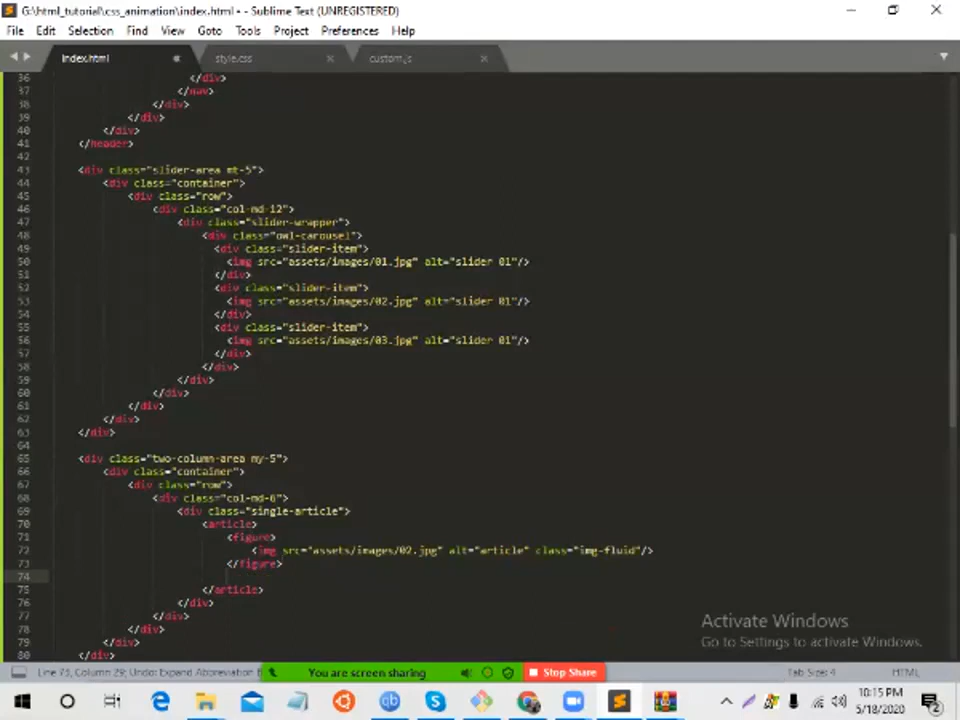 G:\html_tutorial\css_animation\index.html • - Sublime Text (UNREGISTERED)
File Edit Selection Find View Goto Tools Project Preferences Help
index.html style.css custom.js
36 </div>
37 </nav>
38 </div>
39 </div>
40 </div>
41 </header>
42
43 <div class="slider-area mt-5">
44 <div class="container">
45 <div class="row">
46 <div class="col-md-12">
47 <div class="slider-wrapper">
48 <div class="owl-carousel">
49 <div class="slider-item">
50 <img src="assets/images/01.jpg" alt="slider 01"/>
51 </div>
52 <div class="slider-item">
53 <img src="assets/images/02.jpg" alt="slider 01"/>
54 </div>
55 <div class="slider-item">
56 <img src="assets/images/03.jpg" alt="slider 01"/>
57 </div>
58 </div>
59 </div>
60 </div>
61 </div>
62 </div>
63 </div>
64
65 <div class="two-column-area my-5">
66 <div class="container">
67 <div class="row">
68 <div class="col-md-6">
69 <div class="single-article">
70 <article>
71 <figure>
72 <img src="assets/images/02.jpg" alt="article" class="img-fluid"/>
73 </figure>
74
75 </article>
76 </div>
77 </div>
78 </div>
79 </div>
80 </div>
Activate Windows
Go to Settings to activate Windows.
Column 29; Undo: Expand Abbreviation
You are screen sharing
Stop Share
Tab Size: 4
HTML
10:15 PM
5/18/2020